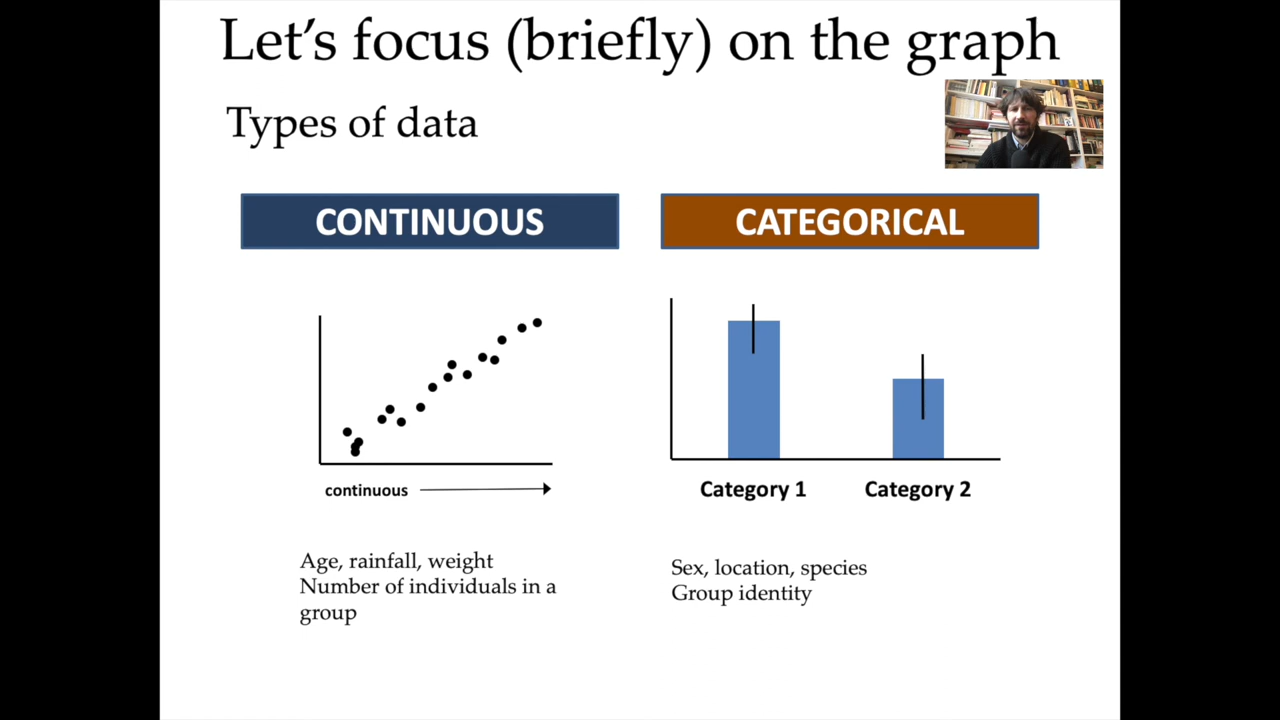 Let's focus (briefly) on the graph
Types of data
CONTINUOUS
CATEGORICAL
continuous
Category 1
Category 2
Age, rainfall, weight
Number of individuals in a
group
Sex, location, species
Group identity